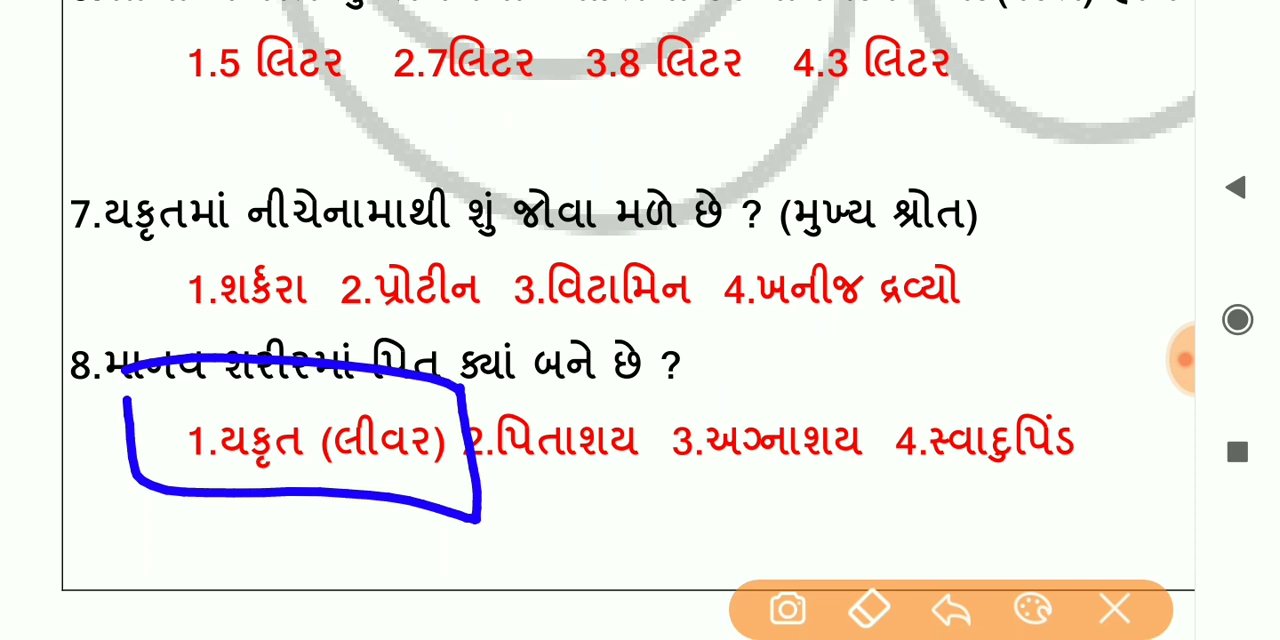 1.5 લિટર 2.7લિટર 3.8 લિટર 4.3 લિટર
7.યકૃતમાં નીચેનામાથી શું જોવા મળે છે ? (મુખ્ય શ્રોત)
1.શર્કરા 2.પ્રોટીન 3.વિટામિન 4.ખનીજ દ્રવ્યો
8.માનવ શરીરમાં પિત ક્યાં બને છે ?
1.યકૃત (લીવર) 2.પિતાશય 3.અગ્નાશય 4.સ્વાદુપિંડ